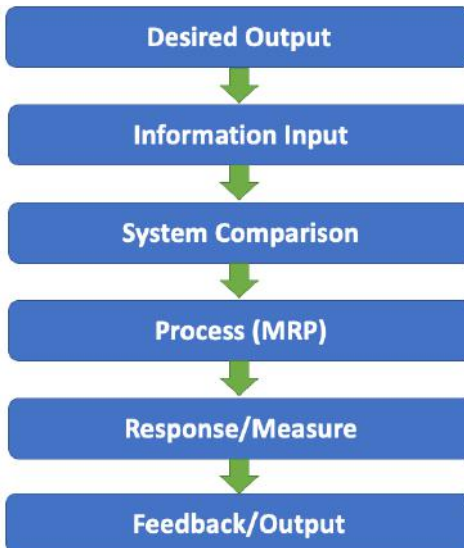 Desired Output
Information Input
System Comparison
Process (MRP)
Response/Measure
Feedback/Output